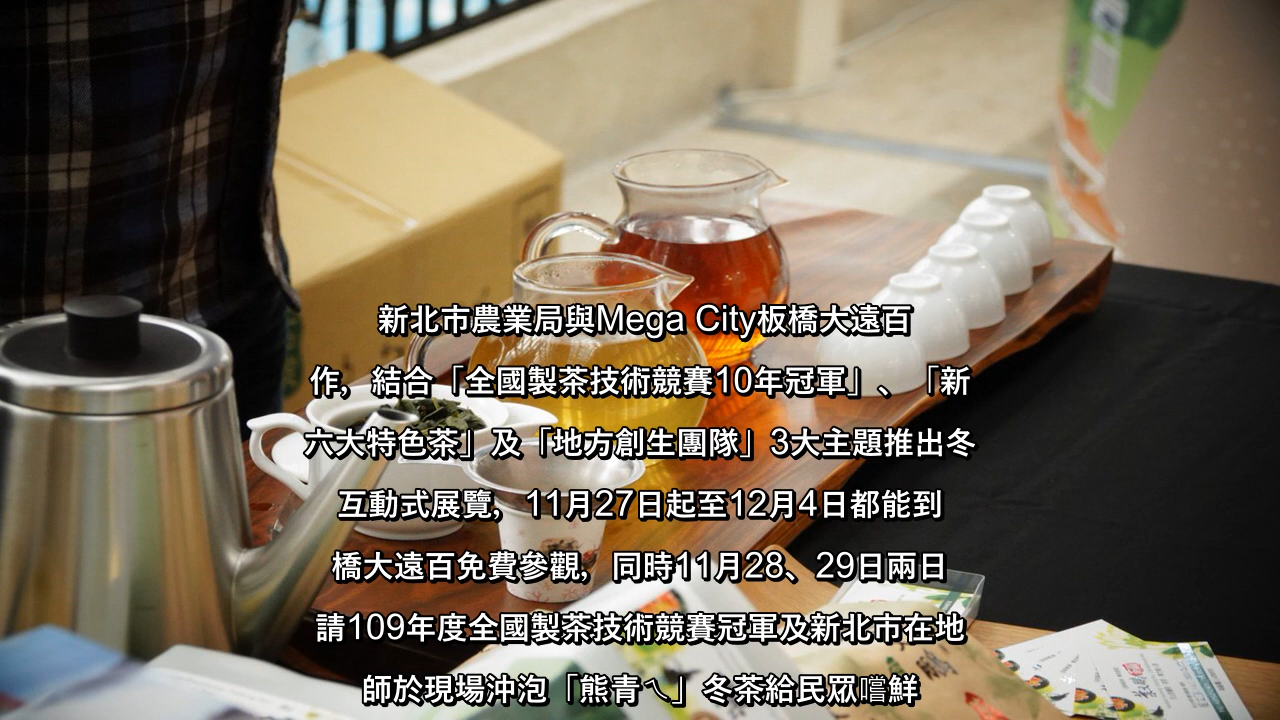 新北市農業局與Mega City板橋大遠百
作，結合「全國製茶技術競賽10年冠軍」、「新
六大特色茶」及「地方創生團隊」3大主題推出冬
互動式展覽，11月27日起至12月4日都能到
橋大遠百免費參觀，同時11月28、29日兩日
請109年度全國製茶技術競賽冠軍及新北市在地
師於現場沖泡「熊青ㄟ」冬茶給民眾嚐鮮